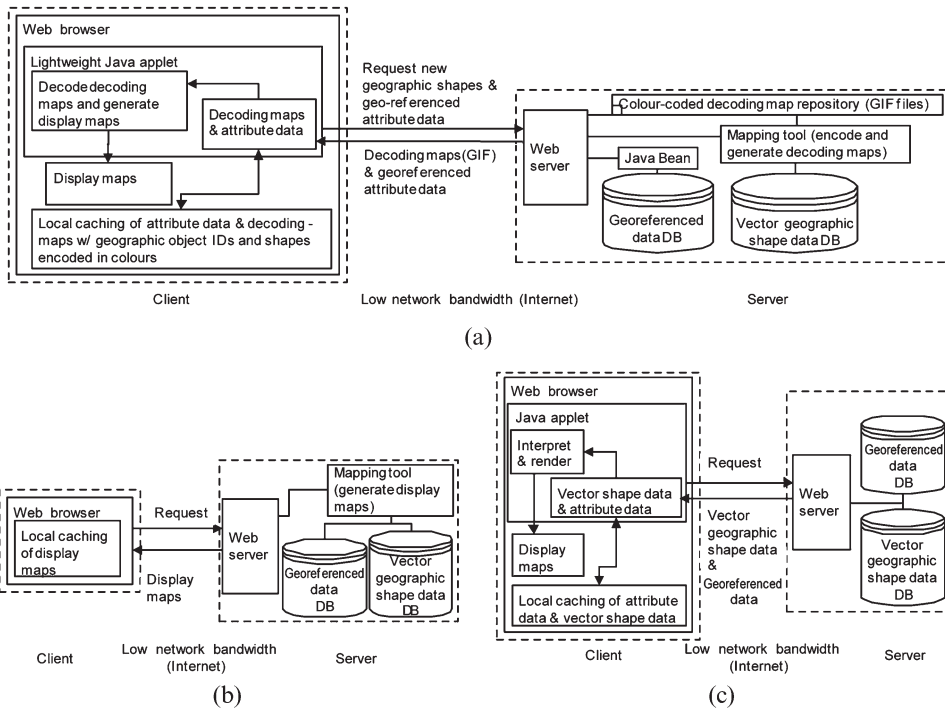 Web browser
Lightweight Java applet
Decode decoding
maps and generate
display maps
Decoding maps
& attribute data
Display maps
Local caching of attribute data & decoding -
maps w/ geographic object IDs and shapes
encoded in colours
Request new
geographic shapes &
geo-referenced
attribute data
Decoding maps (GIF)
& georeferenced
attribute data
Web
server
Colour-coded decoding map repository (GIF files)
Mapping tool (encode and
generate decoding maps)
Java Bean
Georeferenced
data DB
Vector geographic
shape data DB
Client
Low network bandwidth (Internet)
Server
(a)
Web browser
Local caching
of display
maps
Request
Display
maps
Web
server
Mapping tool
(generate display
maps)
Georeferenced
data
DB
Vector
geographic
shape data
DB
Client
Low network bandwidth
(Internet)
Server
(b)
Web browser
Java applet
Interpret
& render
Vector shape data
& attribute data
Display
maps
Local caching of attribute
data & vector shape data
Request
Vector
geographic
shape data
&
Georeferenced
data
Web
server
Georeferenced
data
DB
Vector
geographic
shape data
DB
Client
Low network bandwidth
(Internet)
Server
(c)